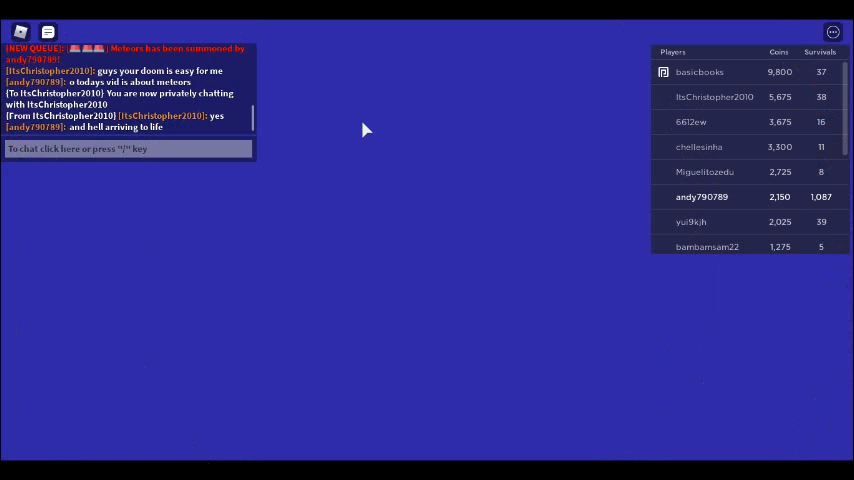 [NEW QUEUE]: [🌋🌋🌋] Meteors has been summoned by
andy790789!
[ItsChristopher2010]: guys your doom is easy for me
[andy790789]: o todays vid is about meteors
{To ItsChristopher2010} You are now privately chatting
with ItsChristopher2010
{From ItsChristopher2010} [ItsChristopher2010]: yes
[andy790789]: and hell arriving to life
To chat click here or press "/" key
Players Coins Survivals
basicbooks 9,800 37
ItsChristopher2010 5,675 38
6612ew 3,675 16
chellesinha 3,300 11
Miguelitozedu 2,725 8
andy790789 2,150 1,087
yui9kjh 2,025 39
bambamsam22 1,275 5